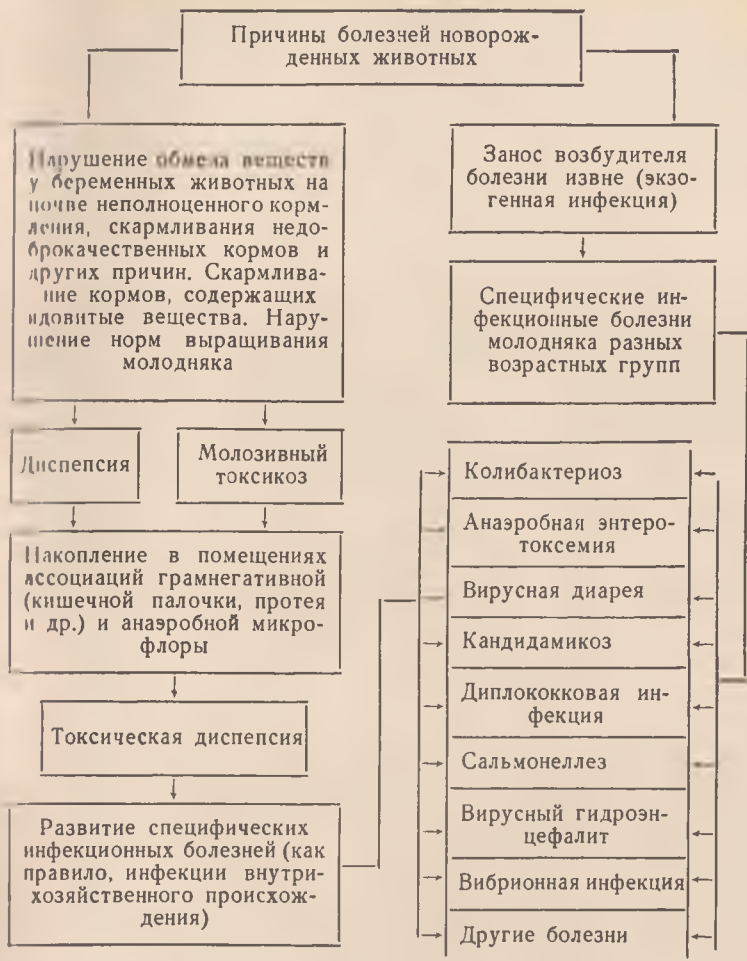 Причины болезней новорож-
денных животных
Нарушение обмена веществ
у беременных животных на
почве неполноценного корм-
ления, скармливания недо-
брокачественных кормов и
других причин. Скармлива-
ние кормов, содержащих
ядовитые вещества. Нару-
шение норм выращивания
молодняка
Диспепсия
Молозивный
токсикоз
Накопление в помещениях
ассоциаций грамнегативной
(кишечной палочки, протея
и др.) и анаэробной микро-
флоры
Токсическая диспепсия
Развитие специфических
инфекционных болезней (как
правило, инфекции внутри-
хозяйственного происхож-
дения)
Занос возбудителя
болезни извне (экзо-
генная инфекция)
Специфические ин-
фекционные болезни
молодняка разных
возрастных групп
Колибактериоз
Анаэробная энтеро-
токсемия
Вирусная диарея
Кандидамикоз
Диплококковая ин-
фекция
Сальмонеллез
Вирусный гидроэн-
цефалит
Вибрионная инфекция
Другие болезни